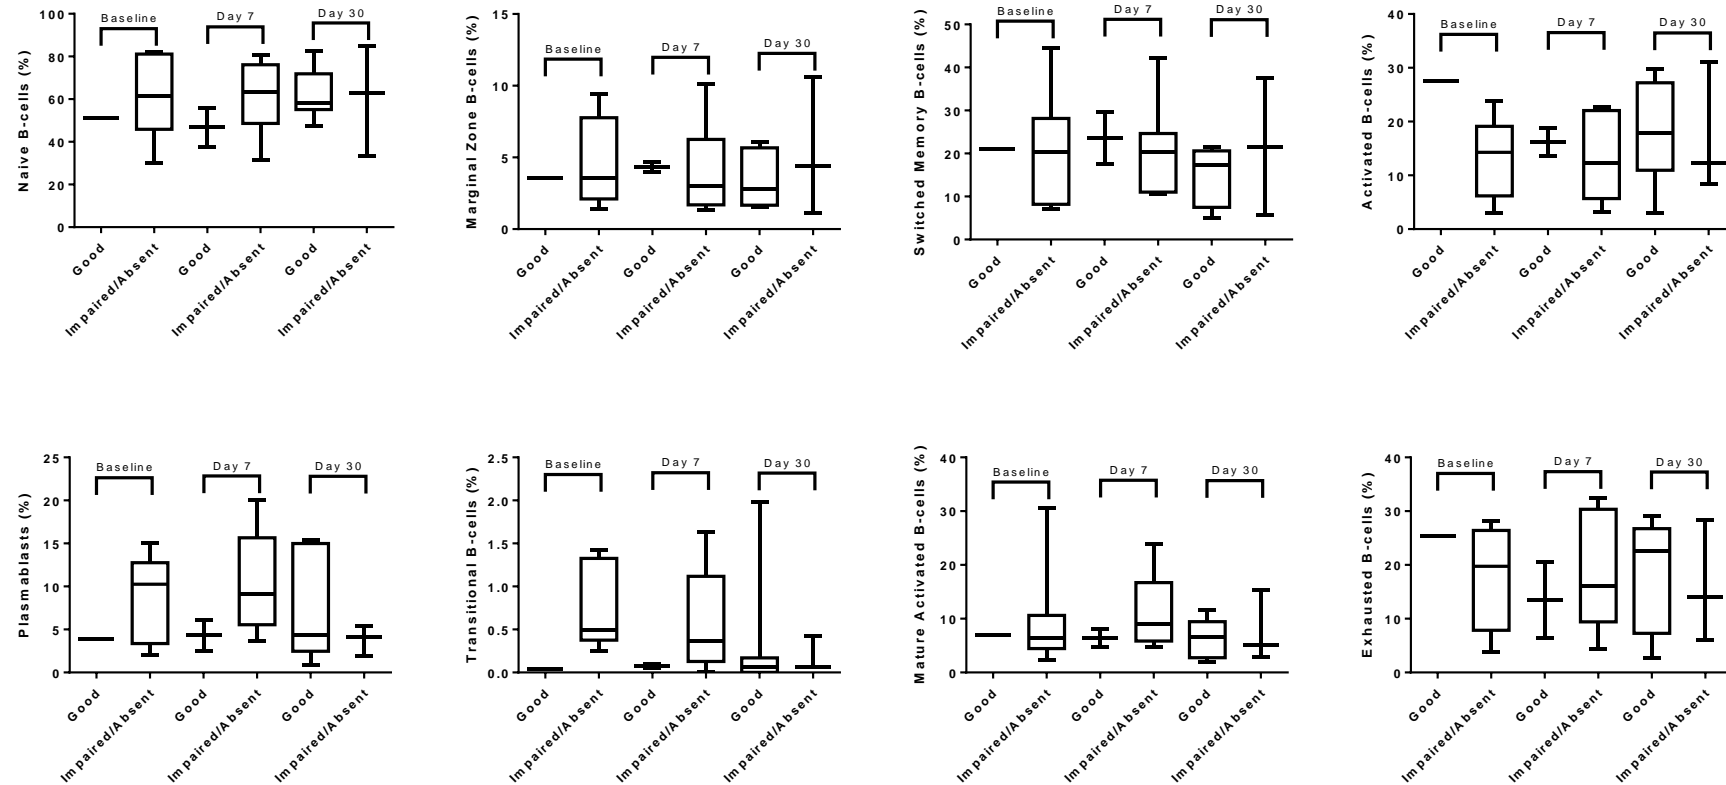 Naive B-cells (%)
100
80
60
40
20
0
Baseline
Day 7
Day 30
Good
Impaired/Absent
Good
Impaired/Absent
Good
Impaired/Absent
Marginal Zone B-cells (%)
15
10
5
0
Baseline
Day 7
Day 30
Good
Impaired/Absent
Good
Impaired/Absent
Good
Impaired/Absent
Switched Memory B-cells (%)
50
40
30
20
10
0
Baseline
Day 7
Day 30
Good
Impaired/Absent
Good
Impaired/Absent
Good
Impaired/Absent
Activated B-cells (%)
40
30
20
10
0
Baseline
Day 7
Day 30
Good
Impaired/Absent
Good
Impaired/Absent
Good
Impaired/Absent
Plasmablasts (%)
25
20
15
10
5
0
Baseline
Day 7
Day 30
Good
Impaired/Absent
Good
Impaired/Absent
Good
Impaired/Absent
Transitional B-cells (%)
2.5
2.0
1.5
1.0
0.5
0.0
Baseline
Day 7
Day 30
Good
Impaired/Absent
Good
Impaired/Absent
Good
Impaired/Absent
Mature Activated B-cells (%)
40
30
20
10
0
Baseline
Day 7
Day 30
Good
Impaired/Absent
Good
Impaired/Absent
Good
Impaired/Absent
Exhausted B-cells (%)
40
30
20
10
0
Baseline
Day 7
Day 30
Good
Impaired/Absent
Good
Impaired/Absent
Good
Impaired/Absent